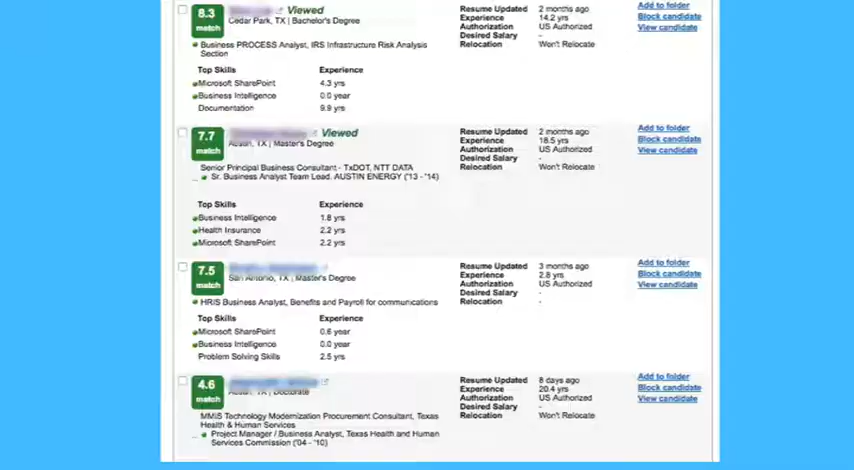 8.3
match
Viewed
Cedar Park, TX | Bachelor's Degree
Business PROCESS Analyst, IRS Infrastructure Risk Analysis
Section
Top Skills Experience
Microsoft SharePoint 4.3 yrs
Business Intelligence 0.0 year
Documentation 9.9 yrs
Resume Updated 2 months ago
Experience 14.2 yrs
Authorization US Authorized
Desired Salary -
Relocation Won't Relocate
Add to folder
Block candidate
View candidate
7.7
match
Viewed
Austin, TX | Master's Degree
Senior Principal Business Consultant - TxDOT, NTT DATA
Sr. Business Analyst Team Lead, AUSTIN ENERGY ('13 - '14)
Top Skills Experience
Business Intelligence 1.8 yrs
Health Insurance 2.2 yrs
Microsoft SharePoint 2.2 yrs
Resume Updated 2 months ago
Experience 18.5 yrs
Authorization US Authorized
Desired Salary -
Relocation Won't Relocate
Add to folder
Block candidate
View candidate
7.5
match
San Antonio, TX | Master's Degree
HRIS Business Analyst, Benefits and Payroll for communications
Top Skills Experience
Microsoft SharePoint 0.6 year
Business Intelligence 0.0 year
Problem Solving Skills 2.5 yrs
Resume Updated 3 months ago
Experience 2.8 yrs
Authorization US Authorized
Desired Salary -
Relocation -
Add to folder
Block candidate
View candidate
4.6
match
Austin, TX | Doctorate
MMIS Technology Modernization Procurement Consultant, Texas
Health & Human Services
Project Manager / Business Analyst, Texas Health and Human
Services Commission ('04 - '10)
Resume Updated 8 days ago
Experience 20.4 yrs
Authorization US Authorized
Desired Salary -
Relocation Won't Relocate
Add to folder
Block candidate
View candidate